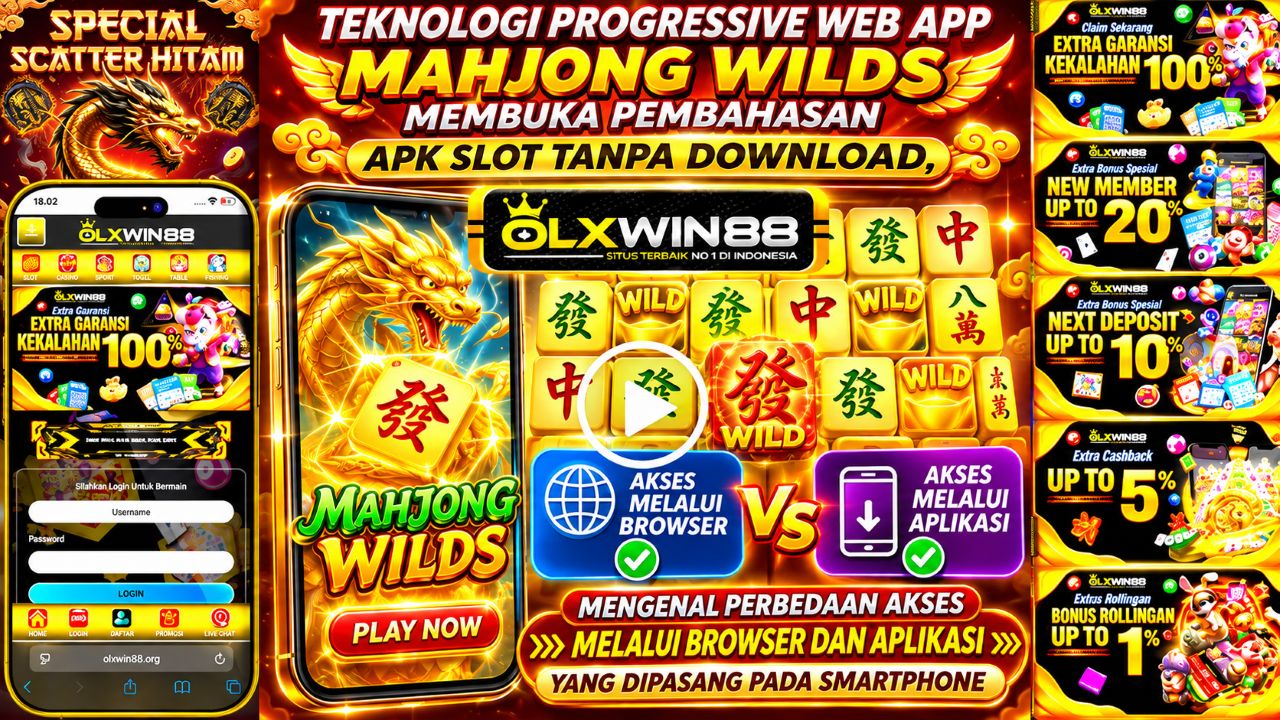 SPECIAL
SCATTER HITAM
18.02
OLXWIN88
SLOT CASINO SPORT TOGEL TABLE FISHING
OLXWIN88
Extra Garansi
EXTRA GARANSI
KEKALAHAN 100%
Silahkan Login Untuk Bermain
Username
Password
LOGIN
HOME LOGIN DAFTAR PROMOSI LIVE CHAT
olxwin88.org
TEKNOLOGI PROGRESSIVE WEB APP
MAHJONG WILDS
MEMBUKA PEMBAHASAN
APK SLOT TANPA DOWNLOAD,
OLXWIN88
SITUS TERBAIK NO 1 DI INDONESIA
發 中
發 WILD 發 中 WILD 八萬
中 發 發 WILD 發 WILD 東萬
發
MAHJONG
WILDS
PLAY NOW
AKSES
MELALUI
BROWSER
VS
AKSES
MELALUI
APLIKASI
MENGENAL PERBEDAAN AKSES
MELALUI BROWSER DAN APLIKASI
YANG DIPASANG PADA SMARTPHONE
OLXWIN88
Claim Sekarang
EXTRA GARANSI
KEKALAHAN 100%
OLXWIN88
Extra Bonus Spesial
NEW MEMBER
UP TO 20%
OLXWIN88
Extra Bonus Spesial
NEXT DEPOSIT
UP TO 10%
OLXWIN88
Extra Cashback
UP TO 5%
OLXWIN88
Extras Rollingan
BONUS ROLLINGAN
UP TO 1%